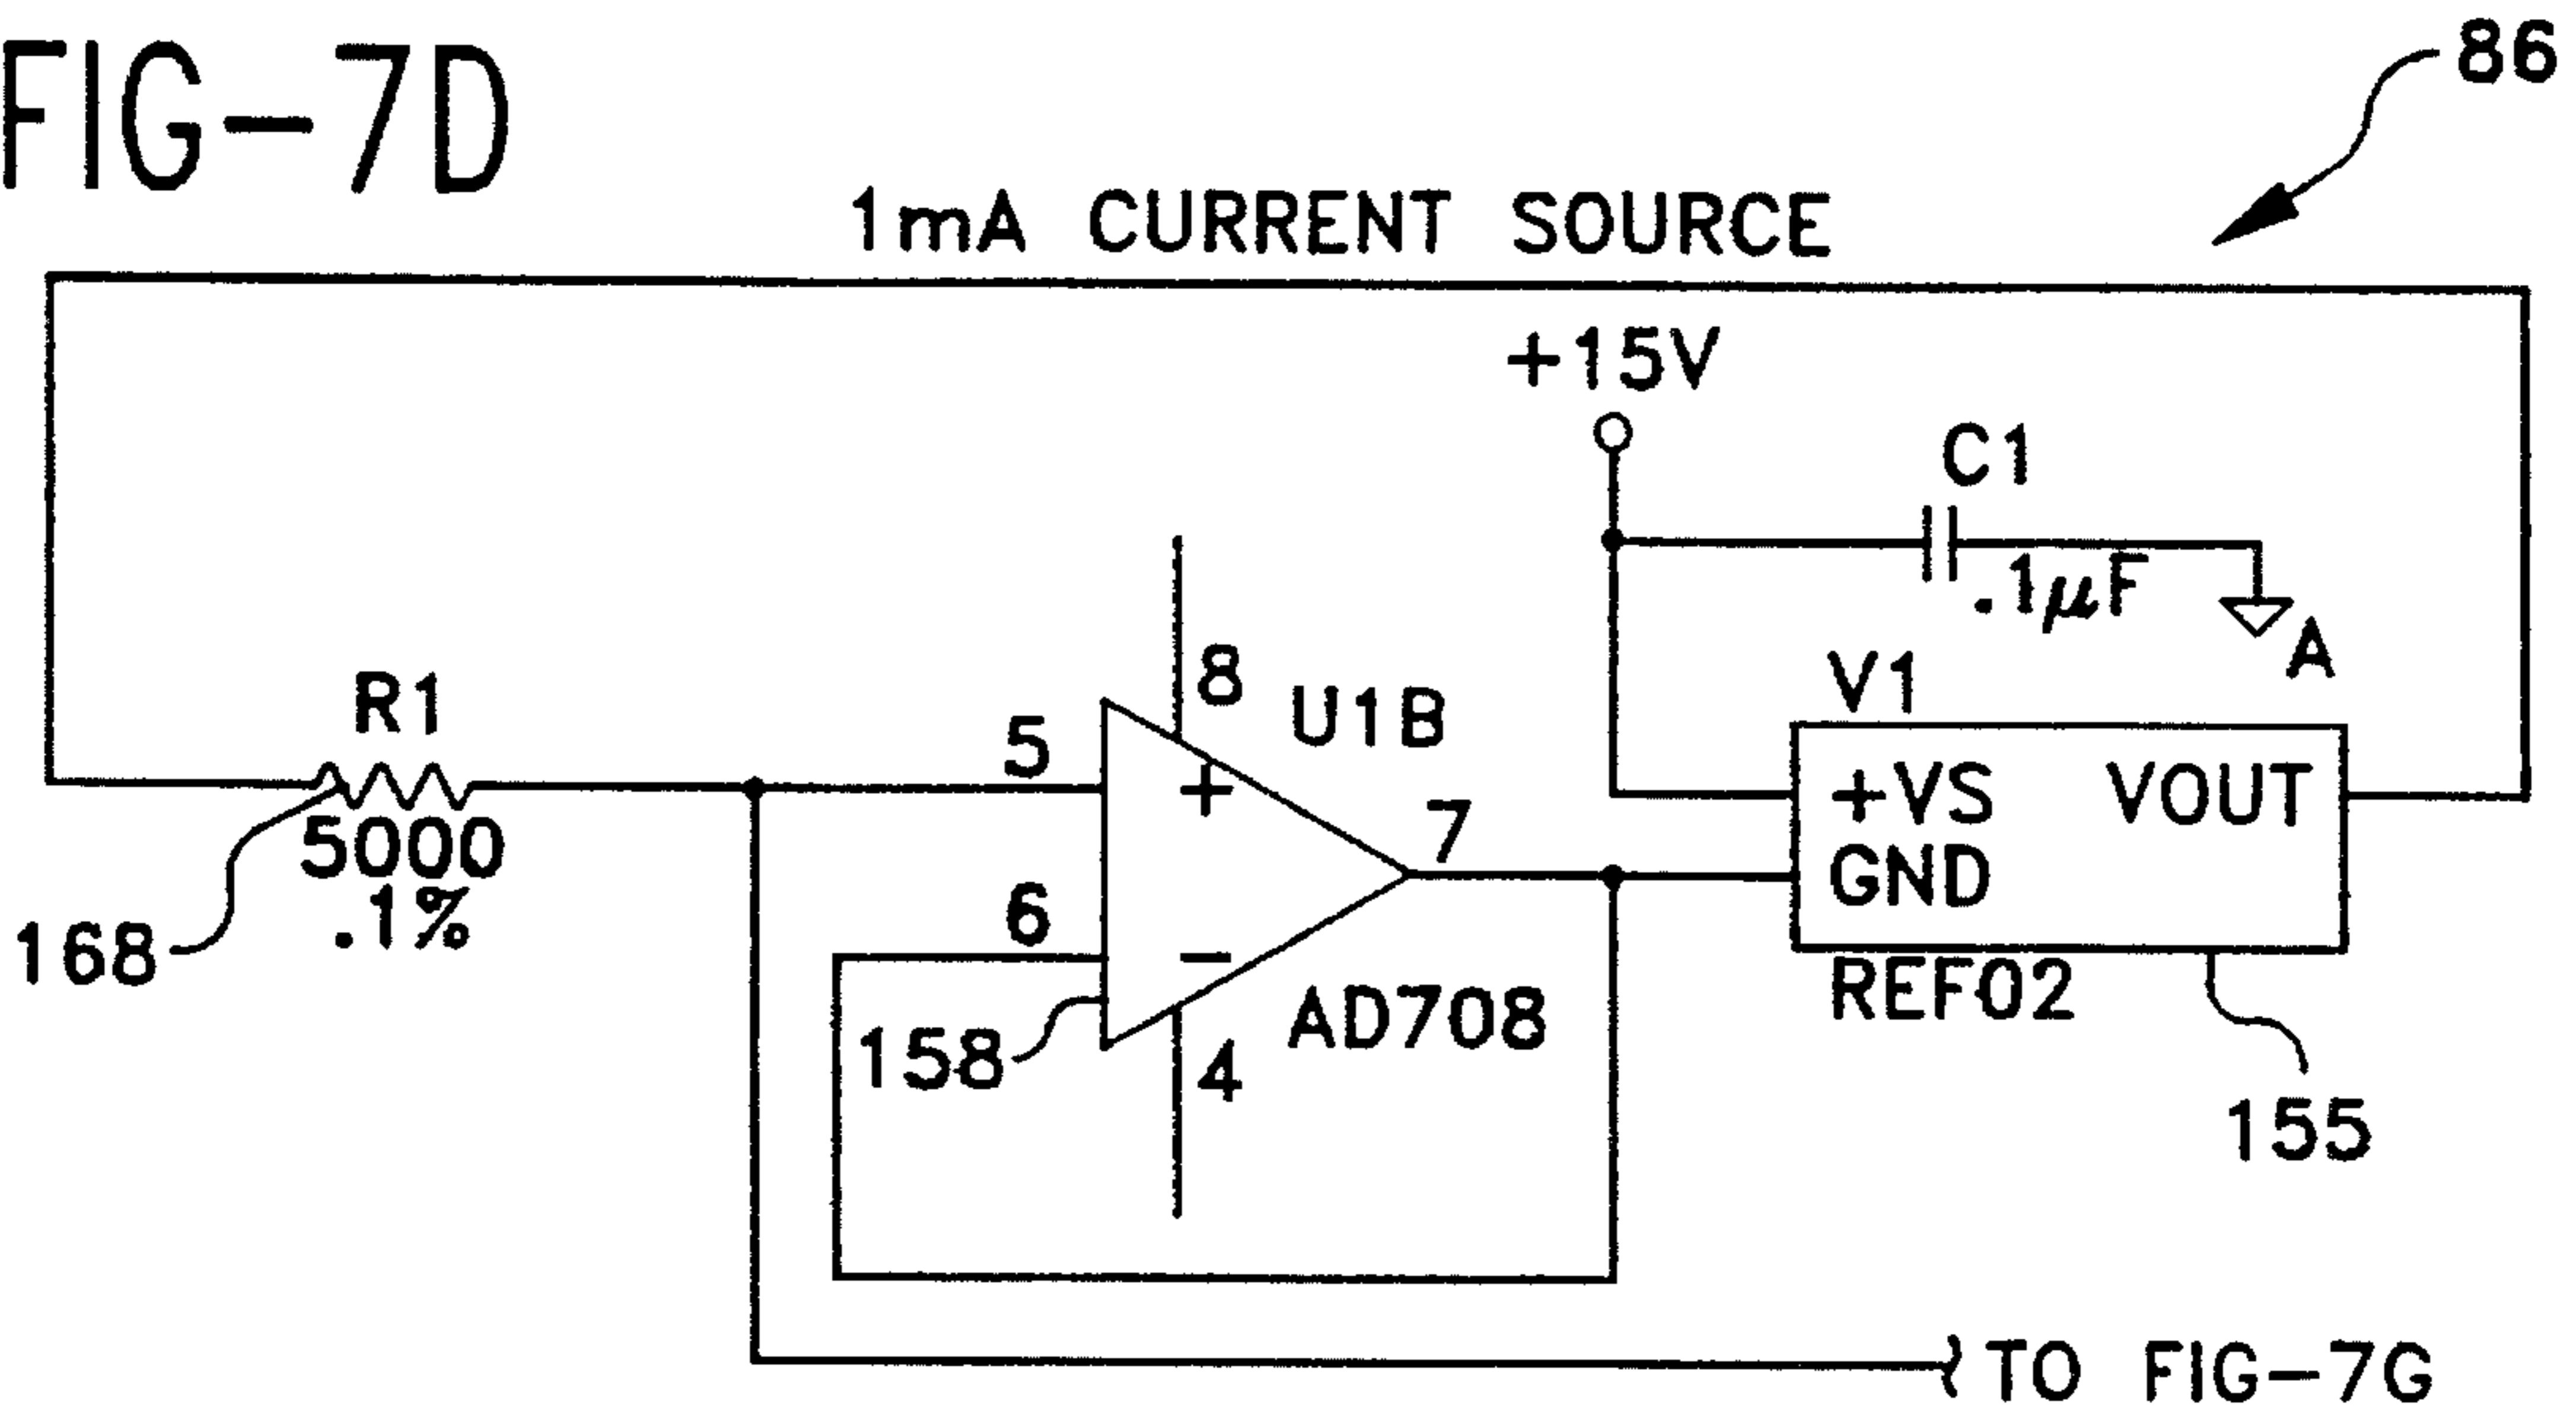 FIG-7D
86
1mA CURRENT SOURCE
+15V
C1
.1µF
A
R1
5000
.1%
168
5
6
8
4
7
U1B
AD708
158
V1
+VS VOUT
GND
REF02
155
TO FIG-7G